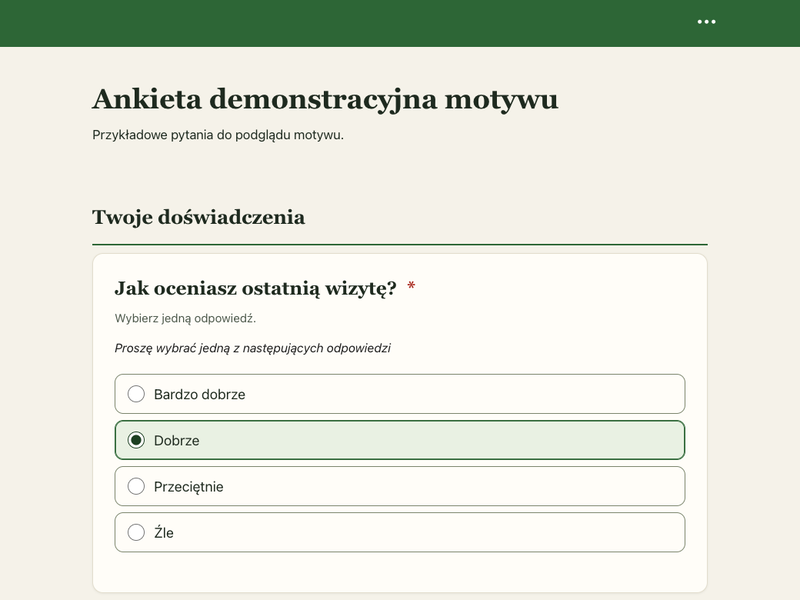 Ankieta demonstracyjna motywu
Przykładowe pytania do podglądu motywu.
Twoje doświadczenia
Jak oceniasz ostatnią wizytę? *
Wybierz jedną odpowiedź.
Proszę wybrać jedną z następujących odpowiedzi
Bardzo dobrze
Dobrze
Przeciętnie
Źle